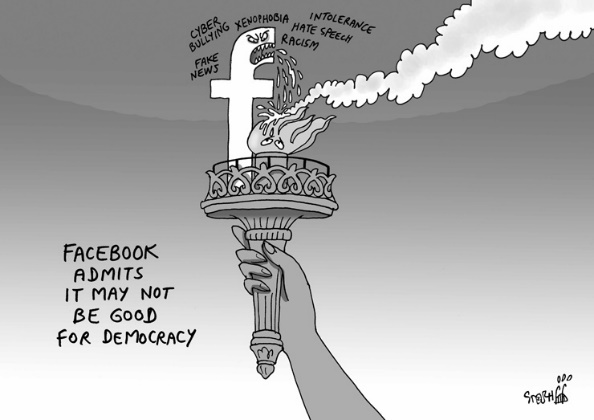 CYBER
BULLYING
XENOPHOBIA
INTOLERANCE
HATE SPEECH
RACISM
FAKE
NEWS
f
FACEBOOK
ADMITS
IT MAY NOT
BE GOOD
FOR DEMOCRACY